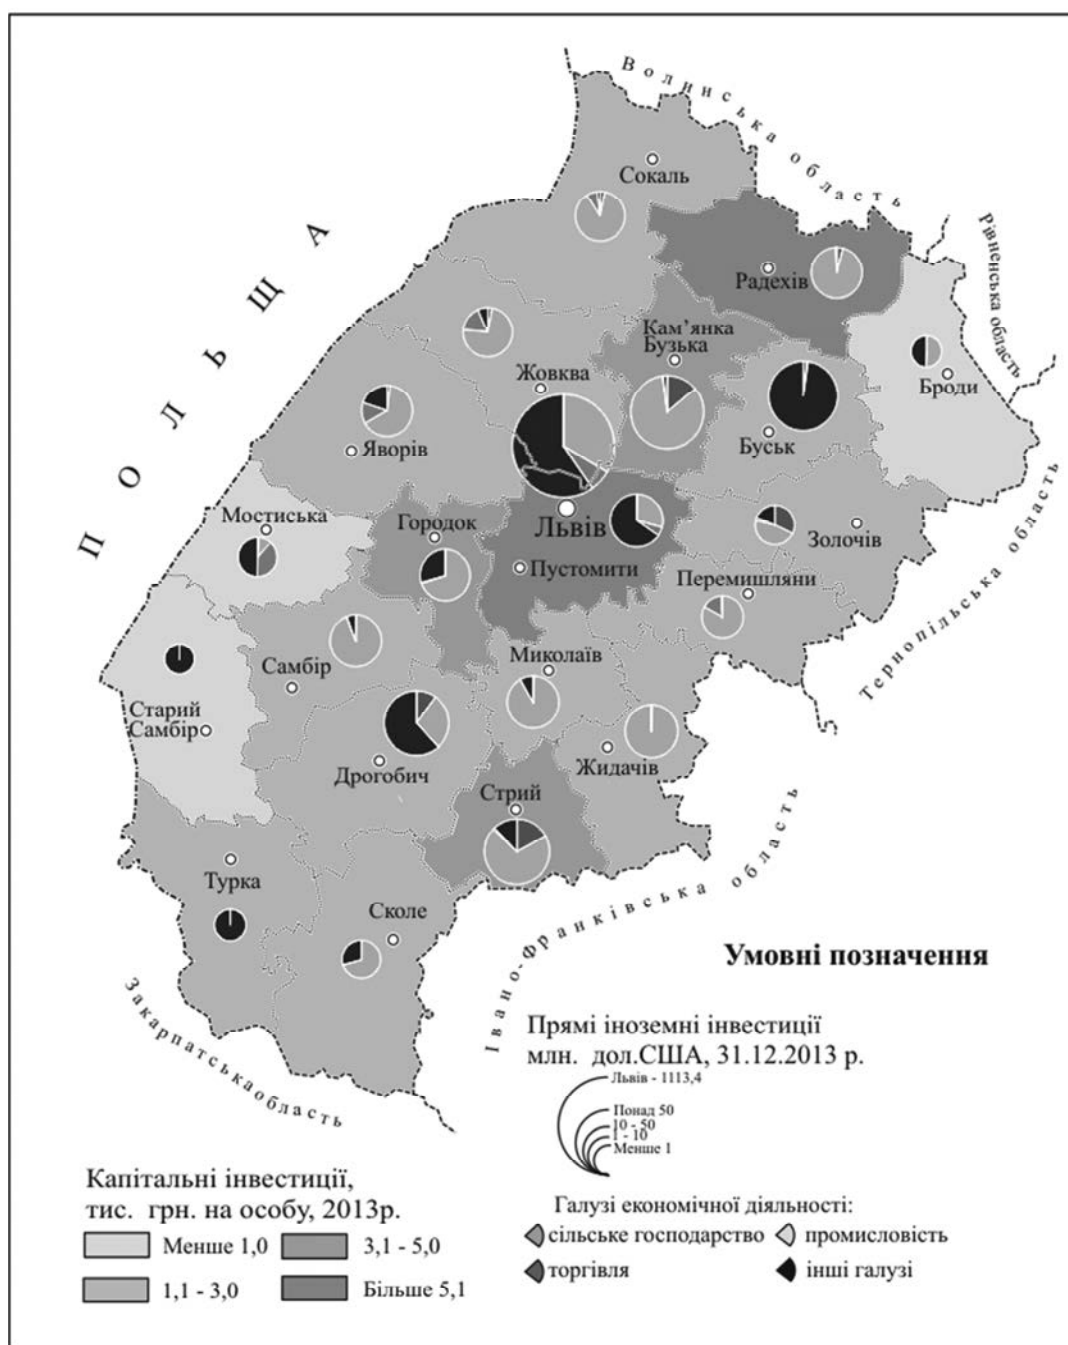 Волинська область
Рівненська область
ПОЛЬЩА
Сокаль
Радехів
Кам’янка
Бузька
Жовква
Броди
Яворів
Буськ
Мостиська
Городок
Львів
Золочів
Пустомити
Перемишляни
Тернопільська область
Самбір
Миколаїв
Старий
Самбір
Дрогобич
Жидачів
Стрий
Турка
Сколе
Івано-Франківська область
Закарпатська область
Умовні позначення
Прямі іноземні інвестиції
млн. дол.США, 31.12.2013 р.
Львів - 1113,4
Понад 50
10 - 50
1 - 10
Менше 1
Капітальні інвестиції,
тис. грн. на особу, 2013р.
Менше 1,0
3,1 - 5,0
1,1 - 3,0
Більше 5,1
Галузі економічної діяльності:
сільське господарство
промисловість
торгівля
інші галузі